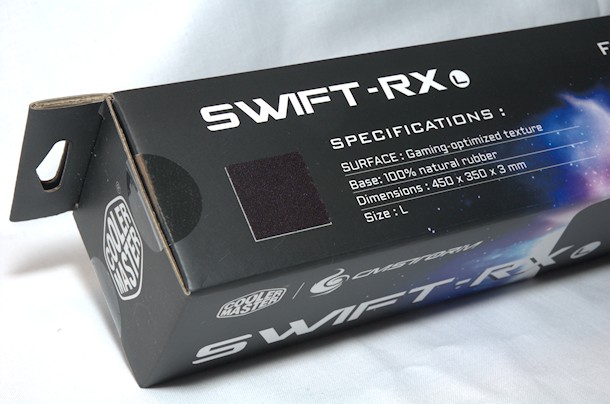 SWIFT-RX L
F
SPECIFICATIONS :
SURFACE : Gaming-optimized texture
Base: 100% natural rubber
Dimensions : 450 x 350 x 3 mm
Size : L
COOLER
MASTER
®
COOLER
MASTER
/
CMSTORM
SWIFT-RX L